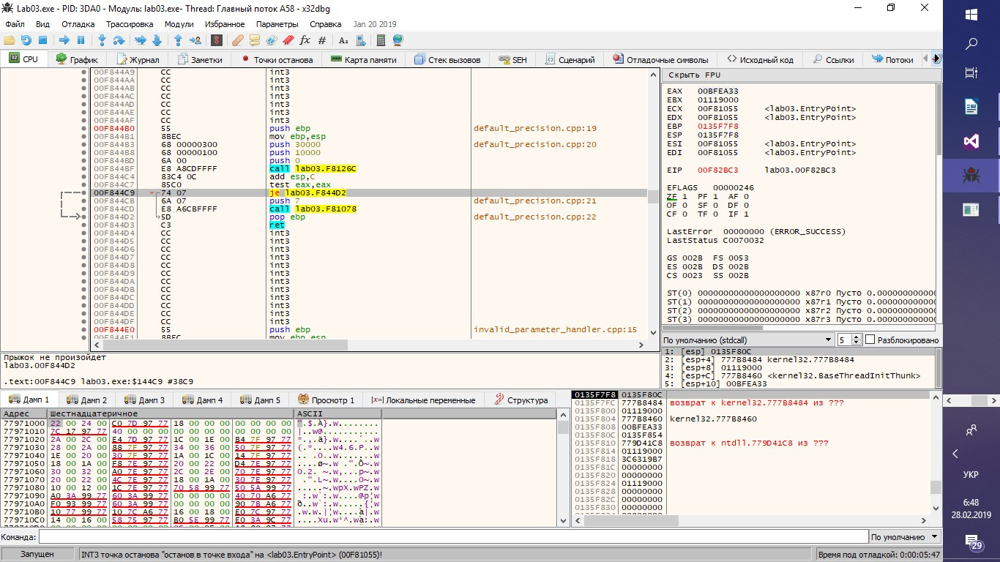 Lab03.exe - PID: 3DA0 - Модуль: lab03.exe- Thread: Главный поток A58 - x32dbg
Файл Вид Отладка Трассировка Модули Избранное Параметры Справка Jan 20 2019
CPU График Журнал Заметки Точки останова Карта памяти Стек вызовов SEH Сценарий Отладочные символы Исходный код Ссылки Потоки
00F844A9 CC int3
00F844AA CC int3
00F844AB CC int3
00F844AC CC int3
00F844AD CC int3
00F844AE CC int3
00F844AF CC int3
00F844B0 55 push ebp default_precision.cpp:19
00F844B1 8BEC mov ebp,esp
00F844B3 68 00000300 push 30000 default_precision.cpp:20
00F844B8 68 00000100 push 10000
00F844BD 6A 00 push 0
00F844BF E8 A8CDFFFF call lab03.F8126C
00F844C4 83C4 0C add esp,C
00F844C7 85C0 test eax,eax
00F844C9 74 07 je lab03.F844D2
00F844CB 6A 07 push 7 default_precision.cpp:21
00F844CD E8 A6CBFFFF call lab03.F81078
00F844D2 5D pop ebp default_precision.cpp:22
00F844D3 C3 ret
00F844D4 CC int3
00F844D5 CC int3
00F844D6 CC int3
00F844D7 CC int3
00F844D8 CC int3
00F844D9 CC int3
00F844DA CC int3
00F844DB CC int3
00F844DC CC int3
00F844DD CC int3
00F844DE CC int3
00F844DF CC int3
00F844E0 55 push ebp invalid_parameter_handler.cpp:15
00F844E1 8BEC mov ebp,esp
Прыжок не произойдет
lab03.00F844D2
.text:00F844C9 lab03.exe:$144C9 #38C9
Скрыть FPU
EAX 00BFEA33
EBX 01119000
ECX 00F81055 <lab03.EntryPoint>
EDX 00F81055 <lab03.EntryPoint>
EBP 0135F7F8
ESP 0135F7F8
ESI 00F81055 <lab03.EntryPoint>
EDI 00F81055 <lab03.EntryPoint>
EIP 00F82BC3 lab03.00F82BC3
EFLAGS 00000246
ZF 1 PF 1 AF 0
OF 0 SF 0 DF 0
CF 0 TF 0 IF 1
LastError 00000000 (ERROR_SUCCESS)
LastStatus C0070032
GS 002B FS 0053
ES 002B DS 002B
CS 0023 SS 002B
ST(0) 00000000000000000000 x87r0 Пусто 0.000000000000
ST(1) 00000000000000000000 x87r1 Пусто 0.000000000000
ST(2) 00000000000000000000 x87r2 Пусто 0.000000000000
ST(3) 00000000000000000000 x87r3 Пусто 0.000000000000
По умолчанию (stdcall) 5 Разблокировано
1: [esp] 0135F80C
2: [esp+4] 777B8484 kernel32.777B8484
3: [esp+8] 01119000
4: [esp+C] 777B8460 <kernel32.BaseThreadInitThunk>
5: [esp+10] 00BFEA33
Дамп 1 Дамп 2 Дамп 3 Дамп 4 Дамп 5 Просмотр 1 [x=] Локальные переменные Структура
Адрес Шестнадцатеричное ASCII
77971000 22 00 24 00 C0 7D 97 77 18 00 00 00 00 00 00 00
77971010 7C 17 97 77 40 00 00 00 00 00 00 00 00 00 00 00
77971020 2A 00 2C 00 E4 7D 97 77 1C 00 1E 00 B4 7F 97 77
77971030 28 00 2A 00 88 7F 97 77 34 00 36 00 50 7F 97 77
77971040 1E 00 20 00 30 7F 97 77 1A 00 1C 00 14 7F 97 77
77971050 18 00 1A 00 F8 7E 97 77 20 00 22 00 D4 7E 97 77
77971060 30 00 32 00 A0 7E 97 77 2C 00 2E 00 70 7E 97 77
77971070 20 00 22 00 4C 7E 97 77 18 00 1A 00 30 7E 97 77
77971080 10 00 12 00 1C 7E 97 77 70 58 99 77 50 5A 99 77
77971090 A0 3A 99 77 60 3A 99 77 00 00 00 00 40 70 A6 77
779710A0 F0 93 99 77 60 3A 99 77 00 00 00 00 90 7B A6 77
779710B0 10 77 99 77 10 7C A6 77 16 00 18 00 E0 7C 97 77
779710C0 14 00 16 00 58 75 97 77 B0 5E 99 77 E0 3A 9C 77
0135F7F8 0135F80C
0135F7FC 777B8484 возврат к kernel32.777B8484 из ???
0135F800 01119000
0135F804 777B8460 kernel32.777B8460
0135F808 00BFEA33
0135F80C 0135F854
0135F810 779D41C8 возврат к ntdll.779D41C8 из ???
0135F814 01119000
0135F818 3C6319B7
0135F81C 00000000
0135F820 00000000
0135F824 01119000
0135F828 00000000
0135F82C 00000000
0135F830 00000000
Команда: По умолчанию
Запущен INT3 точка останова "останов в точке входа" на <lab03.EntryPoint> (00F81055)! Время под отладкой: 0:00:05:47
УКР
6:48
28.02.2019
29